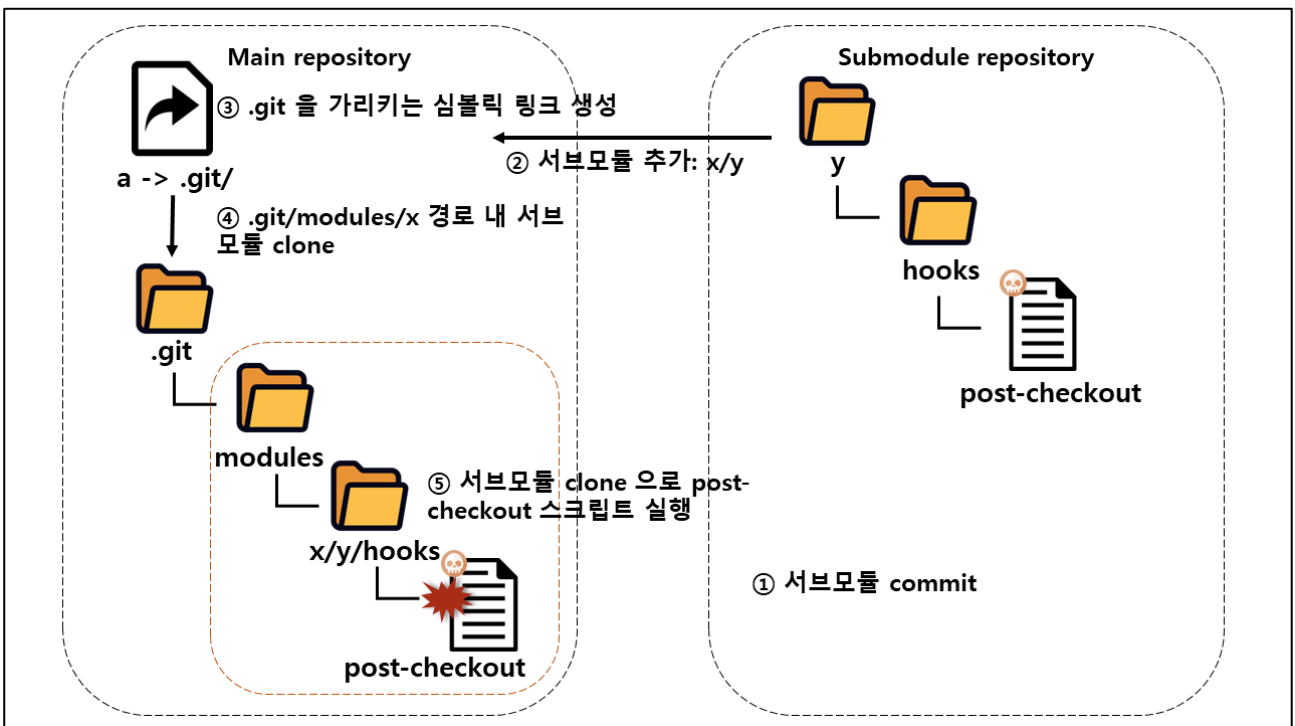 Main repository
Submodule repository
③ .git 을 가리키는 심볼릭 링크 생성
② 서브모듈 추가: x/y
a -> .git/
y
④ .git/modules/x 경로 내 서브
모듈 clone
hooks
.git
post-checkout
modules
⑤ 서브모듈 clone 으로 post-
checkout 스크립트 실행
x/y/hooks
① 서브모듈 commit
post-checkout